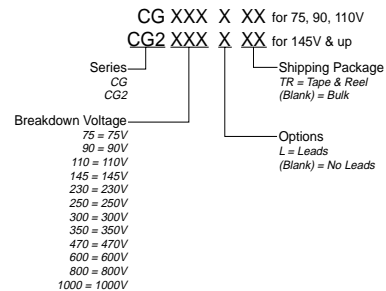 CG XXX X XX for 75, 90, 110V
CG2 XXX X XX for 145V & up
Series
CG
CG2
Shipping Package
TR = Tape & Reel
(Blank) = Bulk
Breakdown Voltage
75 = 75V
90 = 90V
110 = 110V
145 = 145V
230 = 230V
250 = 250V
300 = 300V
350 = 350V
470 = 470V
600 = 600V
800 = 800V
1000 = 1000V
Options
L = Leads
(Blank) = No Leads